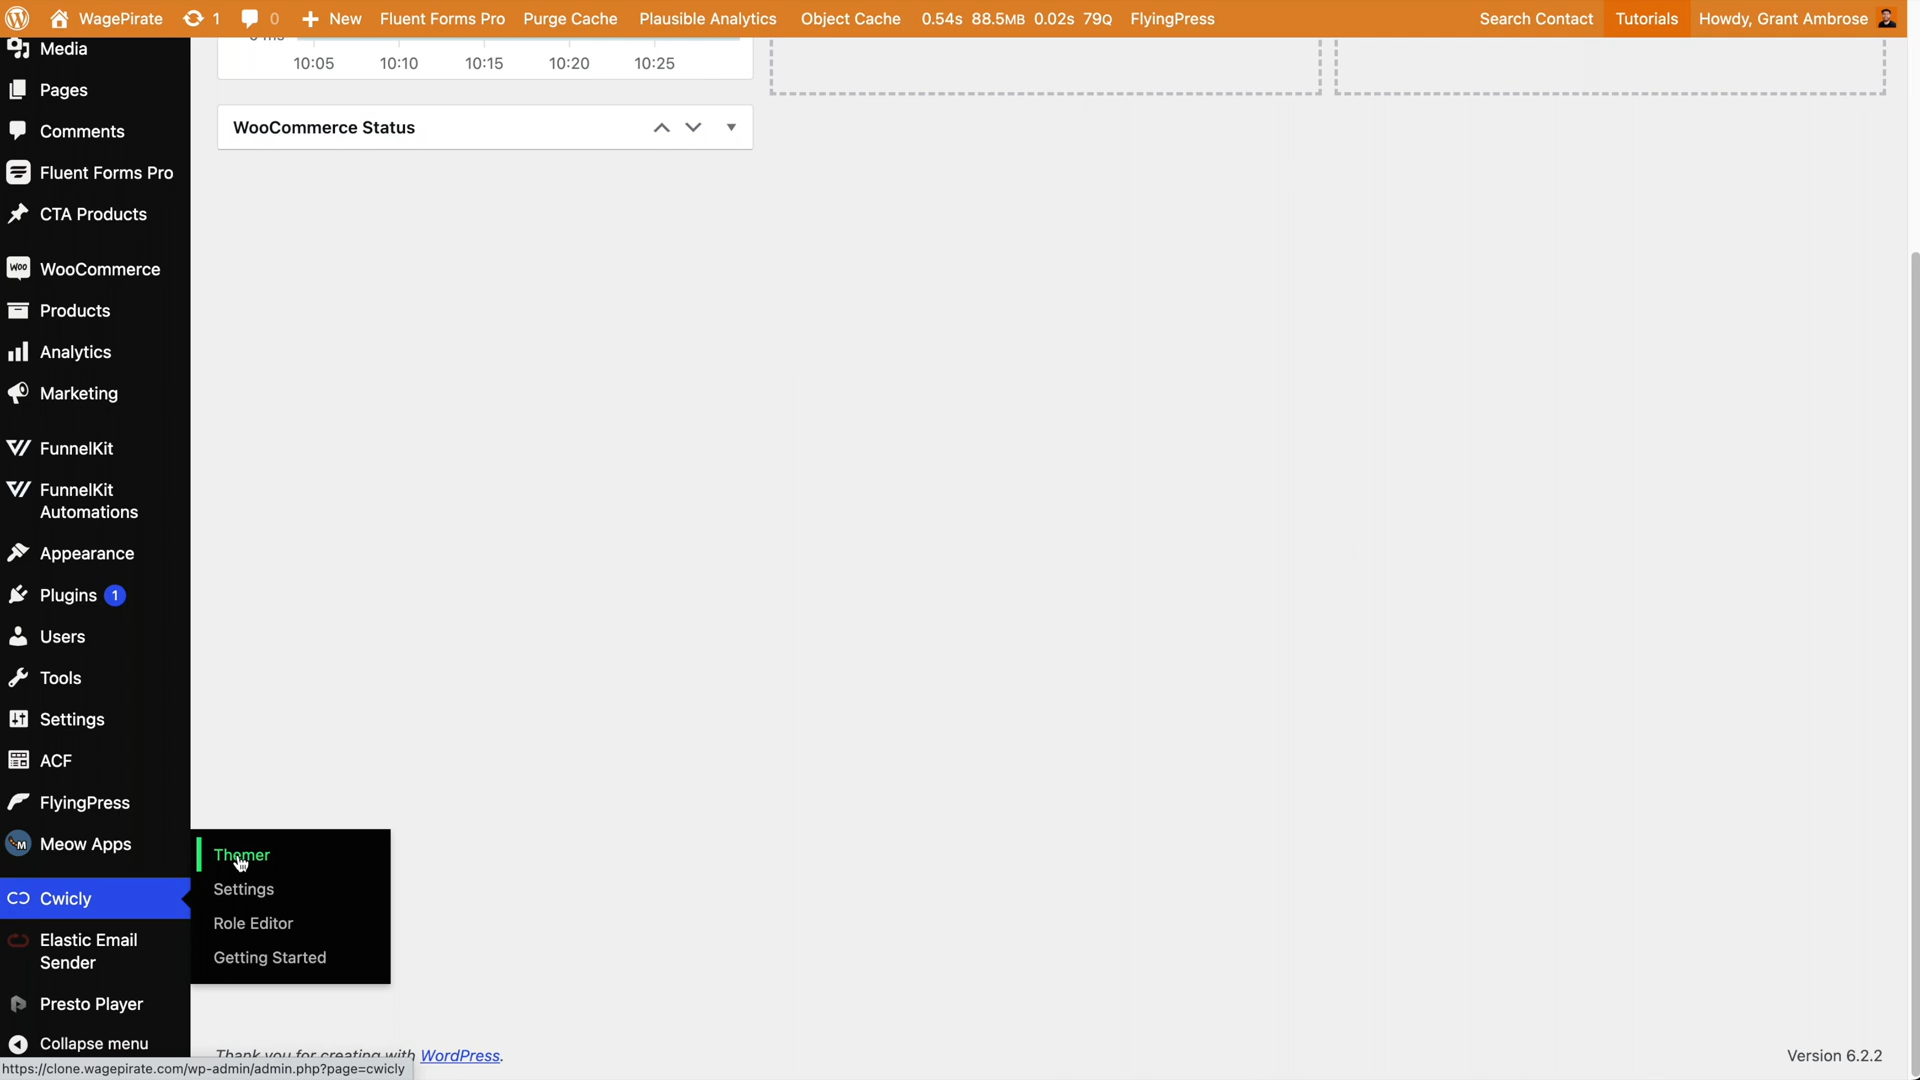 WagePirate 1 0 New Fluent Forms Pro Purge Cache Plausible Analytics Object Cache 0.54s 88.5MB 0.02s 79Q FlyingPress Search Contact Tutorials Howdy, Grant Ambrose
Media
Pages
Comments
Fluent Forms Pro
CTA Products
Woo WooCommerce
Products
Analytics
Marketing
FunnelKit
FunnelKit
Automations
Appearance
Plugins 1
Users
Tools
Settings
ACF
FlyingPress
M Meow Apps
Cwicly
Elastic Email
Sender
Presto Player
Collapse menu
10:05 10:10 10:15 10:20 10:25
WooCommerce Status
Themer
Settings
Role Editor
Getting Started
Thank you for creating with WordPress.
Version 6.2.2
https://clone.wagepirate.com/wp-admin/admin.php?page=cwicly